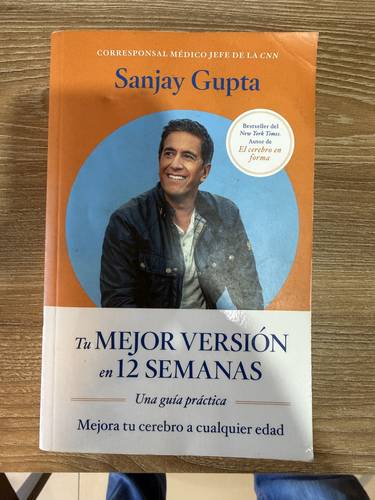 CORRESPONSAL MÉDICO JEFE DE LA CNN
Sanjay Gupta
Bestseller del
New York Times.
Autor de
El cerebro en
forma
Tu MEJOR VERSIÓN
en 12 SEMANAS
Una guía práctica
Mejora tu cerebro a cualquier edad